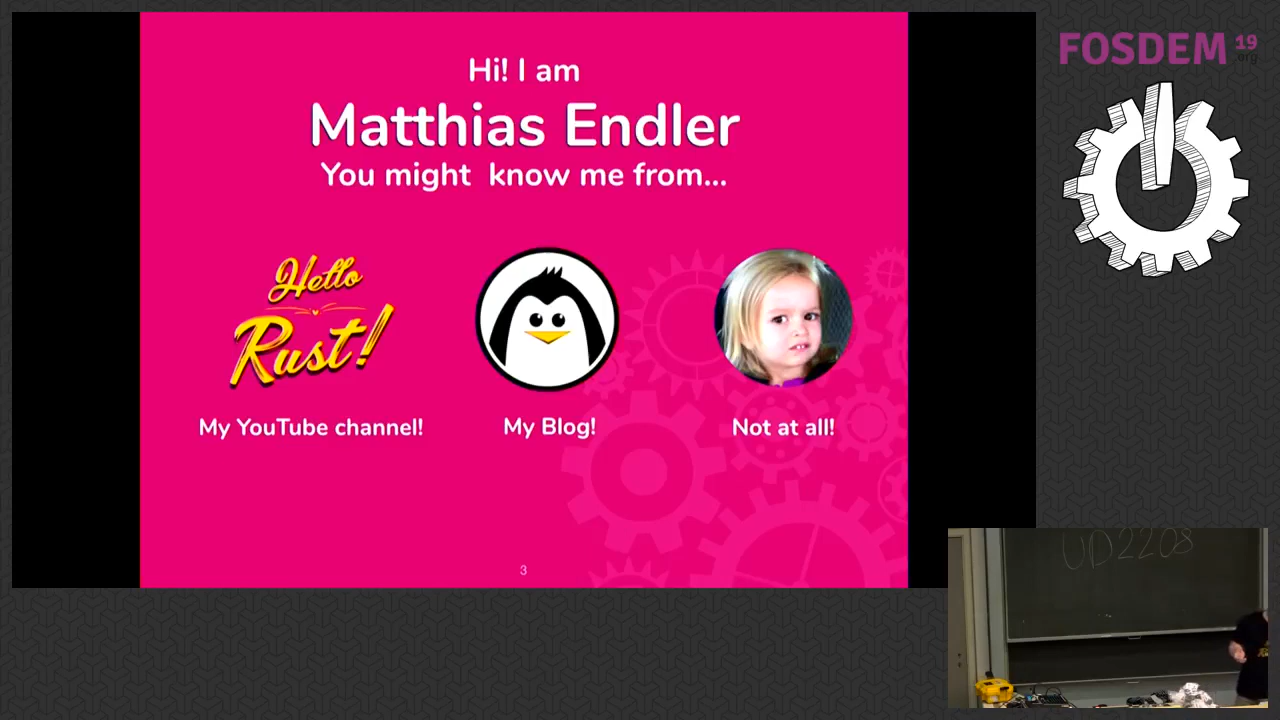 Hi! I am
Matthias Endler
You might know me from...
Hello
Rust!
My YouTube channel!
My Blog!
Not at all!
3
FOSDEM 19
.org
UD2208